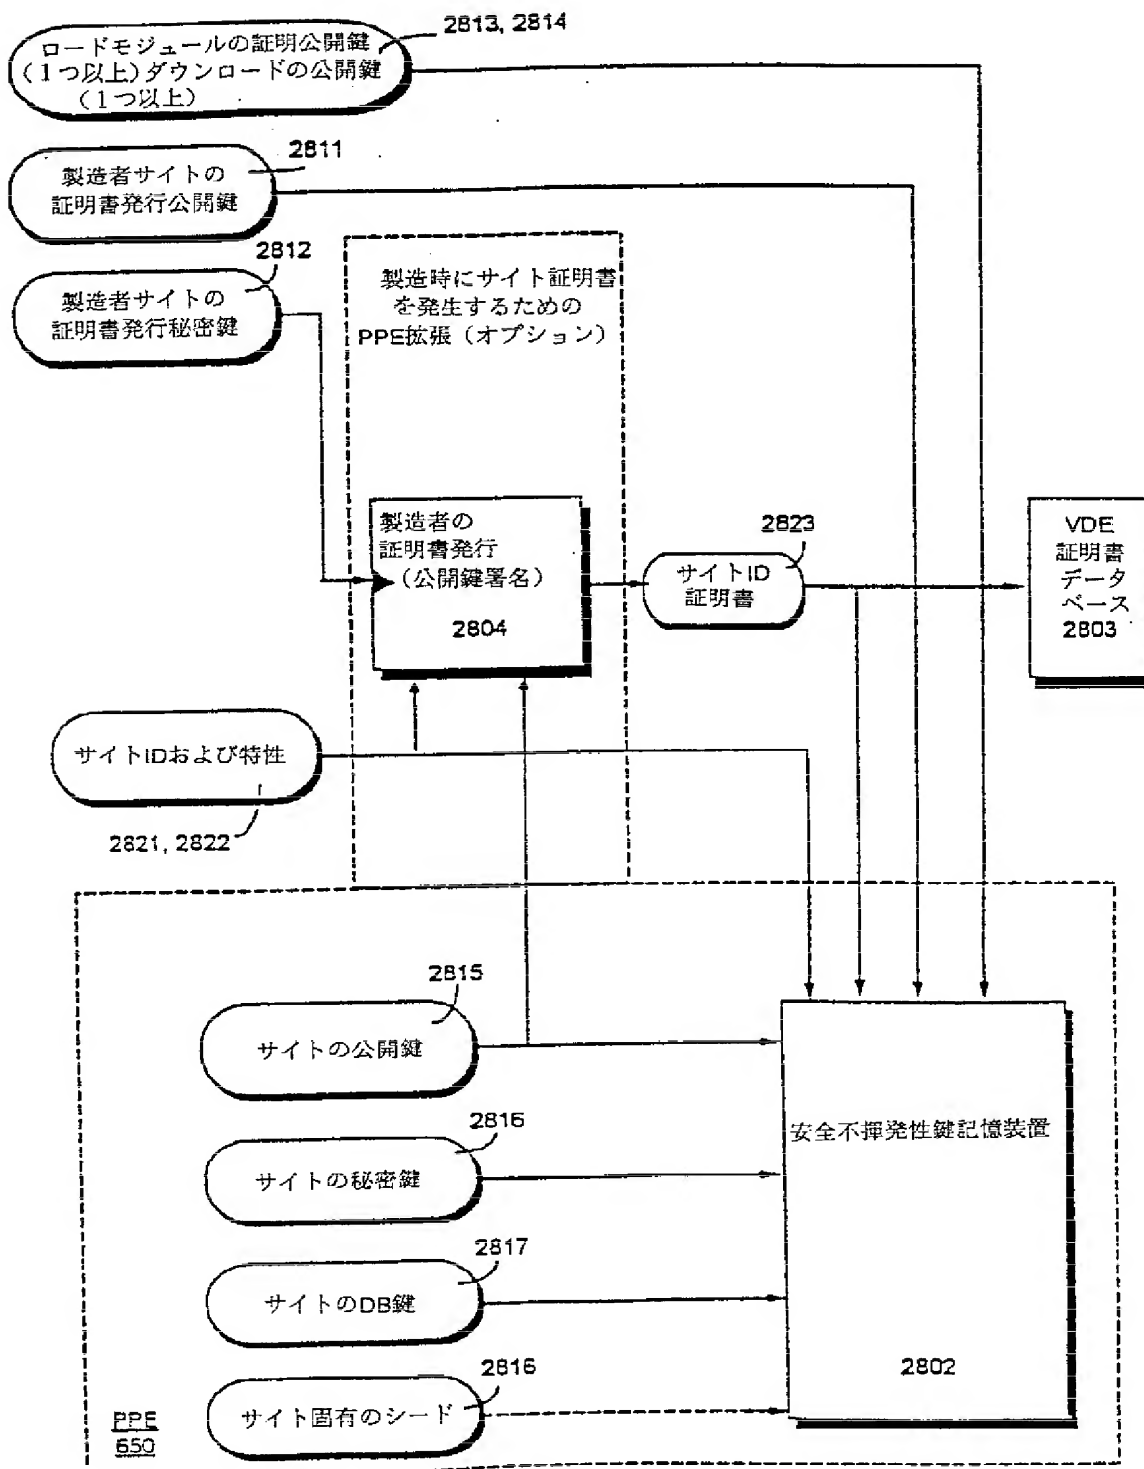 2813, 2814
ロードモジュールの証明公開鍵
(1つ以上)ダウンロードの公開鍵
(1つ以上)
2811
製造者サイトの
証明書発行公開鍵
2812
製造者サイトの
証明書発行秘密鍵
製造時にサイト証明書
を発生するための
PPE拡張(オプション)
製造者の
証明書発行
(公開鍵署名)
2804
2823
サイトID
証明書
VDE
証明書
データ
ベース
2803
サイトIDおよび特性
2821, 2822
2815
サイトの公開鍵
2816
サイトの秘密鍵
2817
サイトのDB鍵
2816
サイト固有のシード
安全不揮発性鍵記憶装置
2802
PPE
650